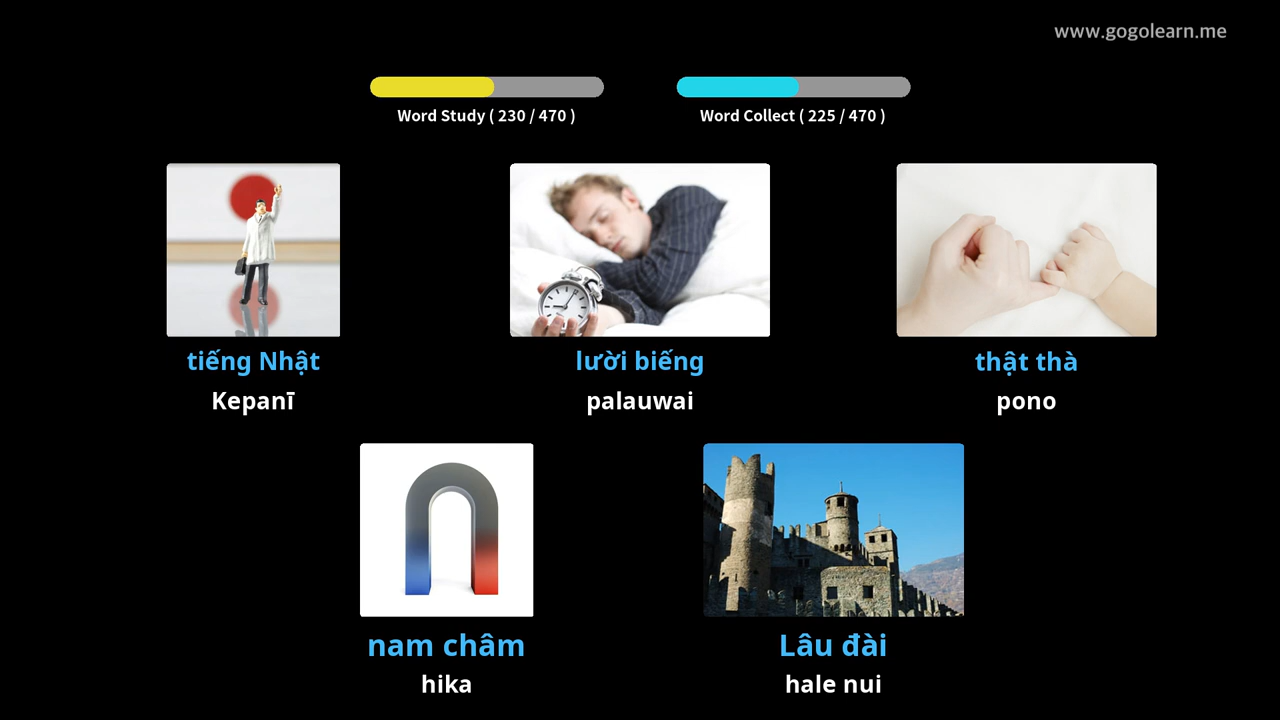 www.gogolearn.me
Word Study ( 230 / 470 )
Word Collect ( 225 / 470 )
tiếng Nhật
Kepanī
lười biếng
palauwai
thật thà
pono
nam châm
hika
Lâu đài
hale nui